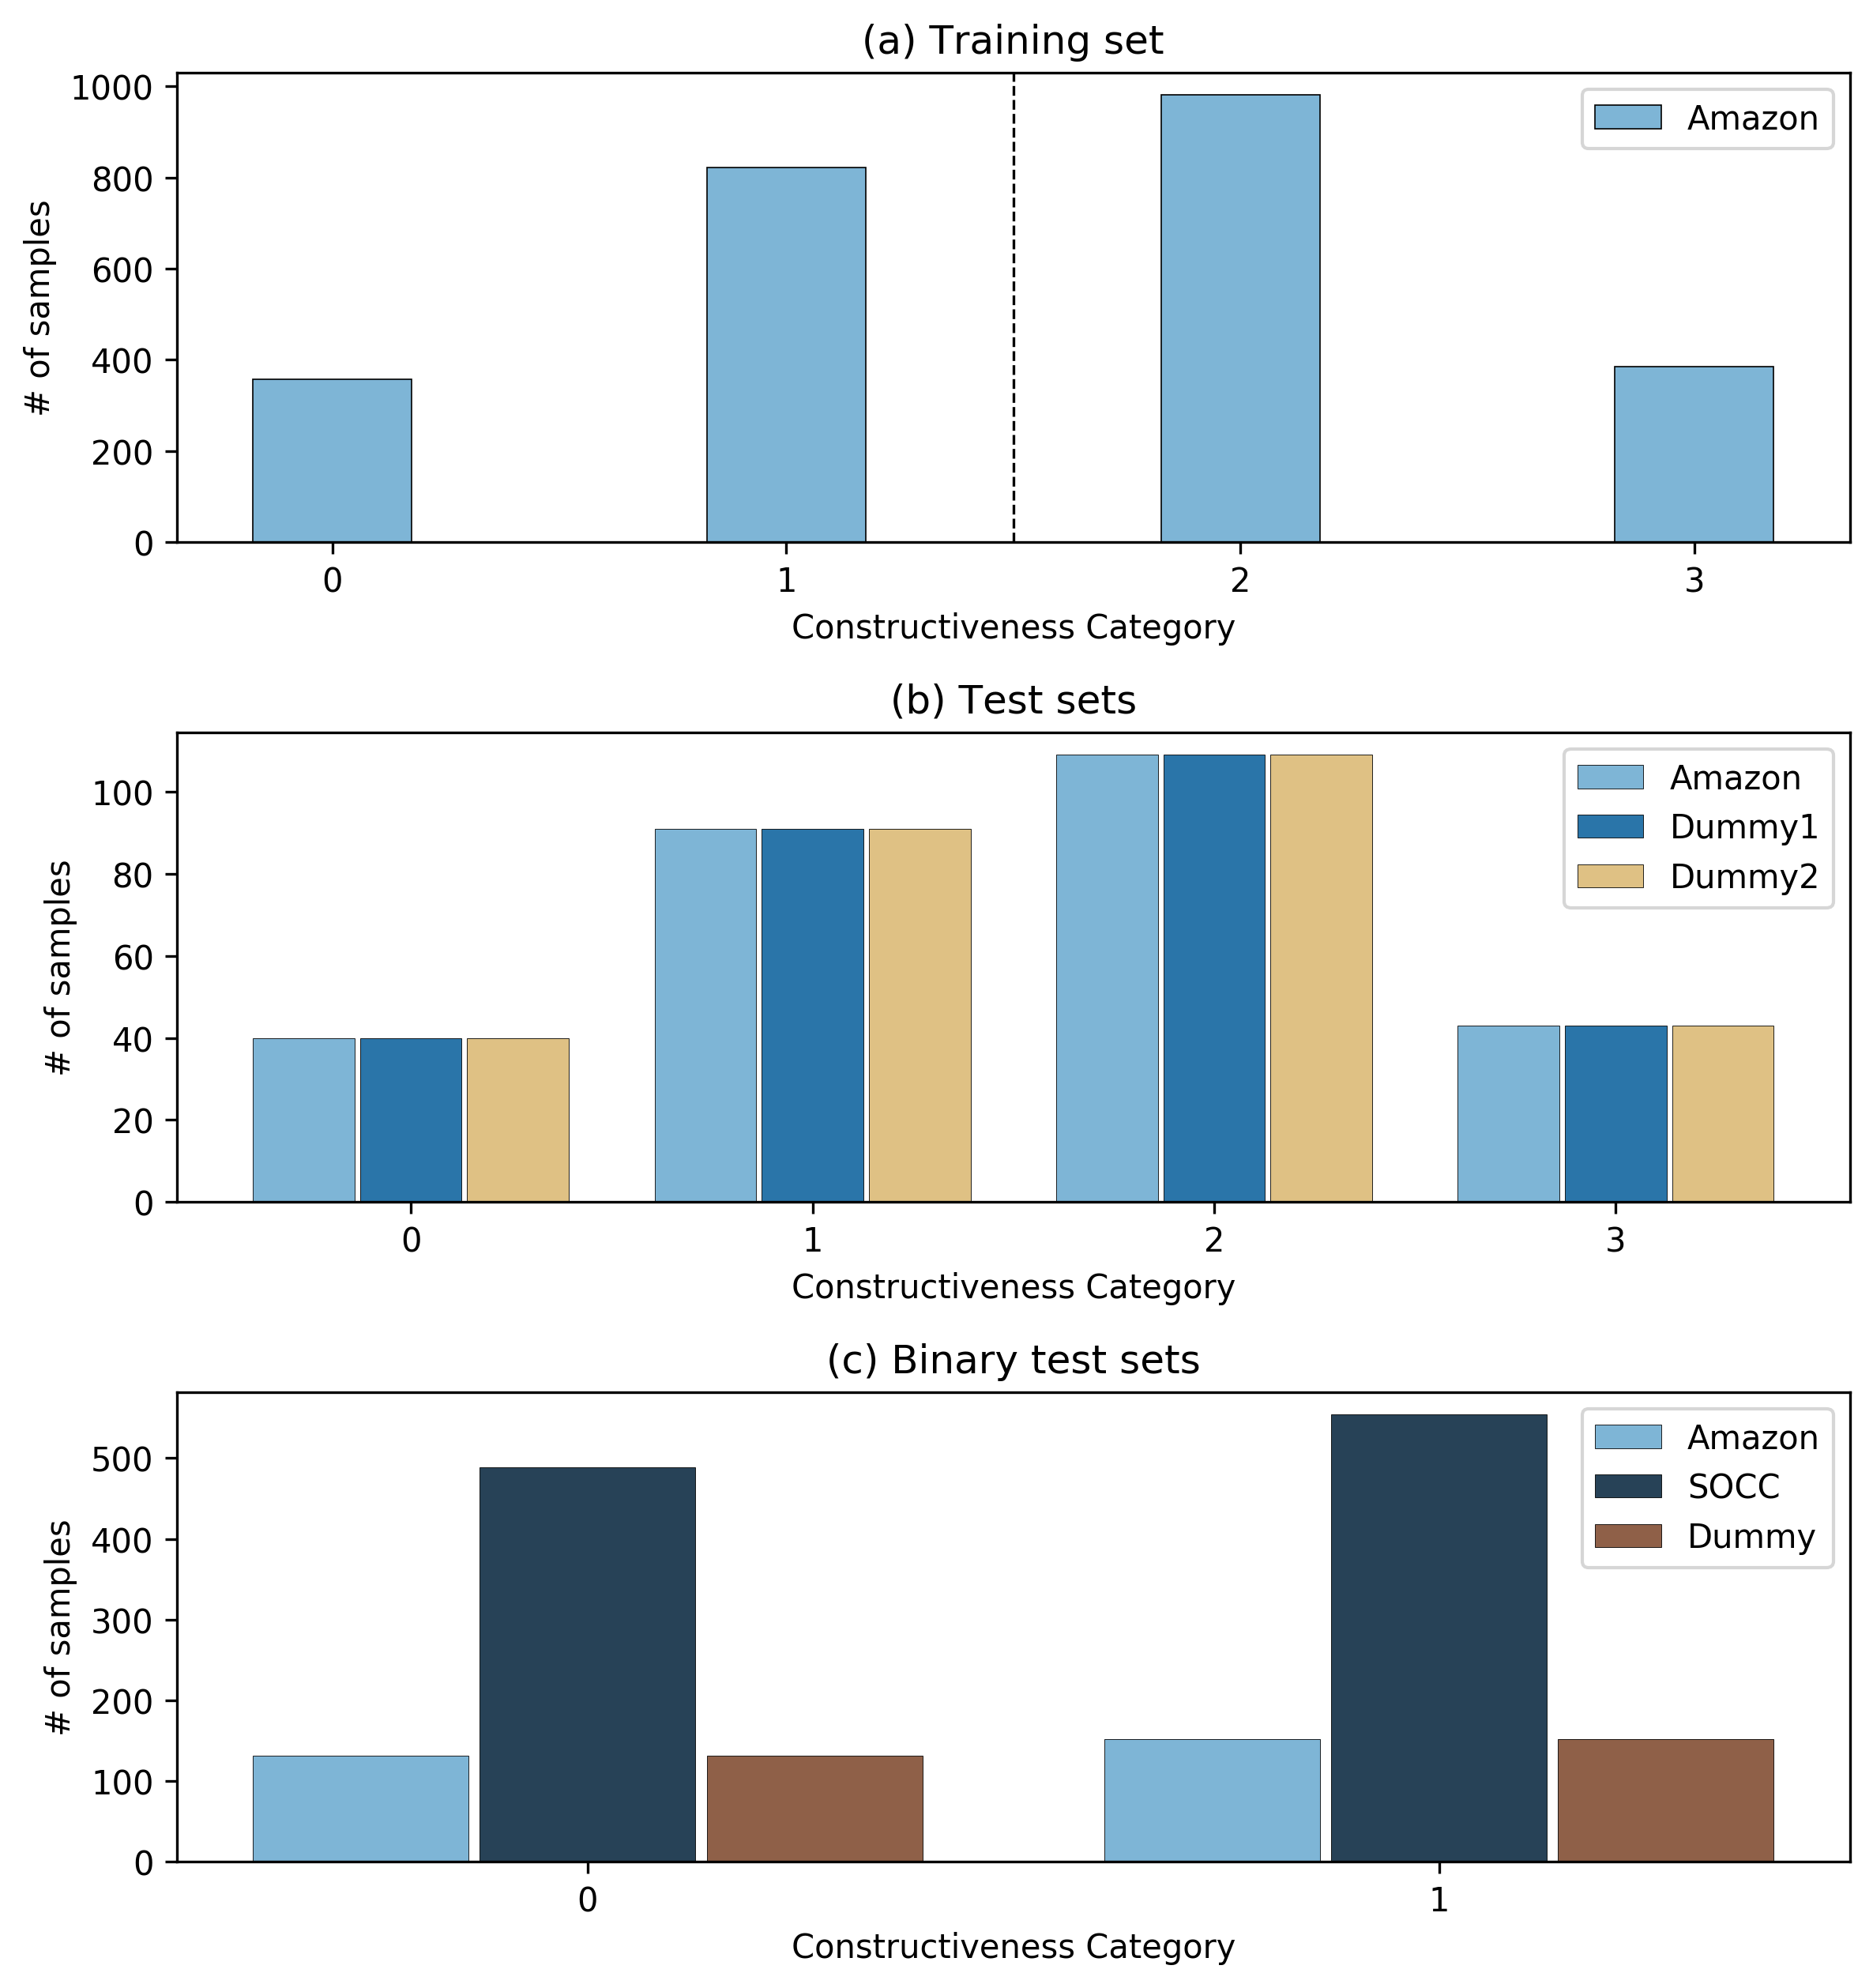 (a) Training set
1000
800
600
400
200
0
# of samples
Amazon
0 1 2 3
Constructiveness Category
(b) Test sets
100
80
60
40
20
0
# of samples
Amazon
Dummy1
Dummy2
0 1 2 3
Constructiveness Category
(c) Binary test sets
500
400
300
200
100
0
# of samples
Amazon
SOCC
Dummy
0 1
Constructiveness Category